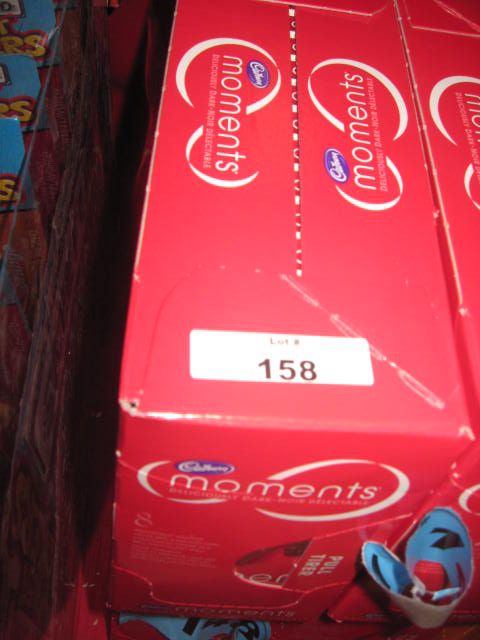 Cadbury
moments
DELICIOUSLY DARK·NOIR DÉLECTABLE
Cadbury
moments
DELICIOUSLY DARK·NOIR DÉLECTABLE
Lot #
158
Cadbury
moments
DELICIOUSLY DARK·NOIR DÉLECTABLE
8
PULL
TIRER
moments